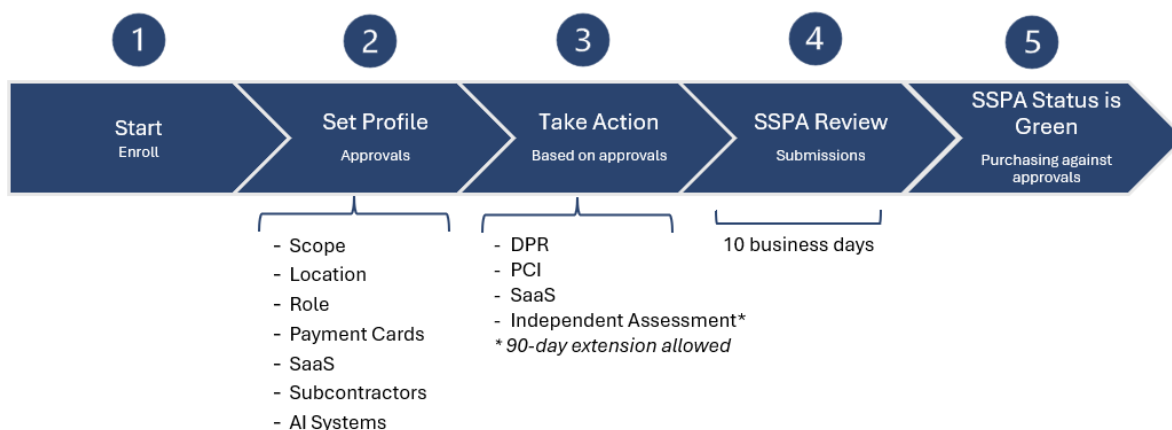 1
2
3
4
5
Start
Enroll
Set Profile
Approvals
Take Action
Based on approvals
SSPA Review
Submissions
SSPA Status is
Green
Purchasing against
approvals
- Scope
- Location
- Role
- Payment Cards
- SaaS
- Subcontractors
- AI Systems
- DPR
- PCI
- SaaS
- Independent Assessment*
* 90-day extension allowed
10 business days